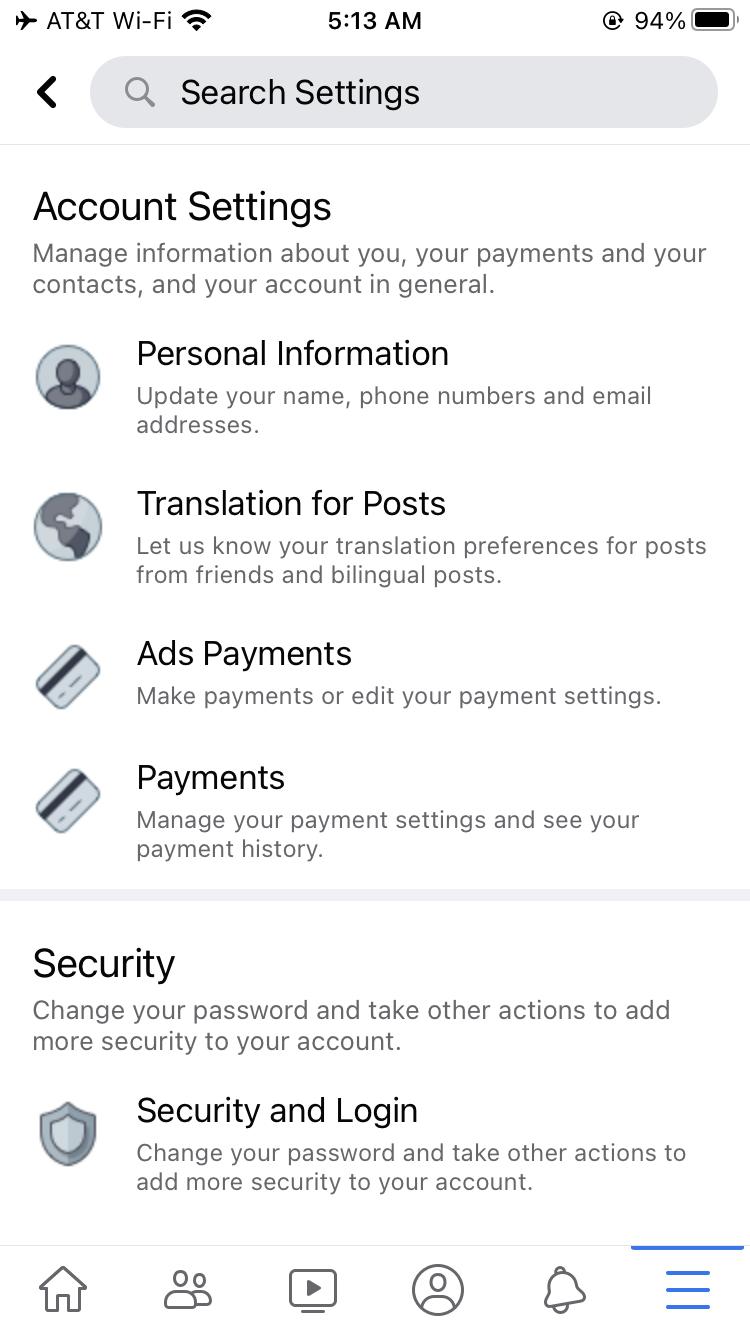 AT&T Wi-Fi 5:13 AM 94%
Search Settings
Account Settings
Manage information about you, your payments and your
contacts, and your account in general.
Personal Information
Update your name, phone numbers and email
addresses.
Translation for Posts
Let us know your translation preferences for posts
from friends and bilingual posts.
Ads Payments
Make payments or edit your payment settings.
Payments
Manage your payment settings and see your
payment history.
Security
Change your password and take other actions to add
more security to your account.
Security and Login
Change your password and take other actions to
add more security to your account.